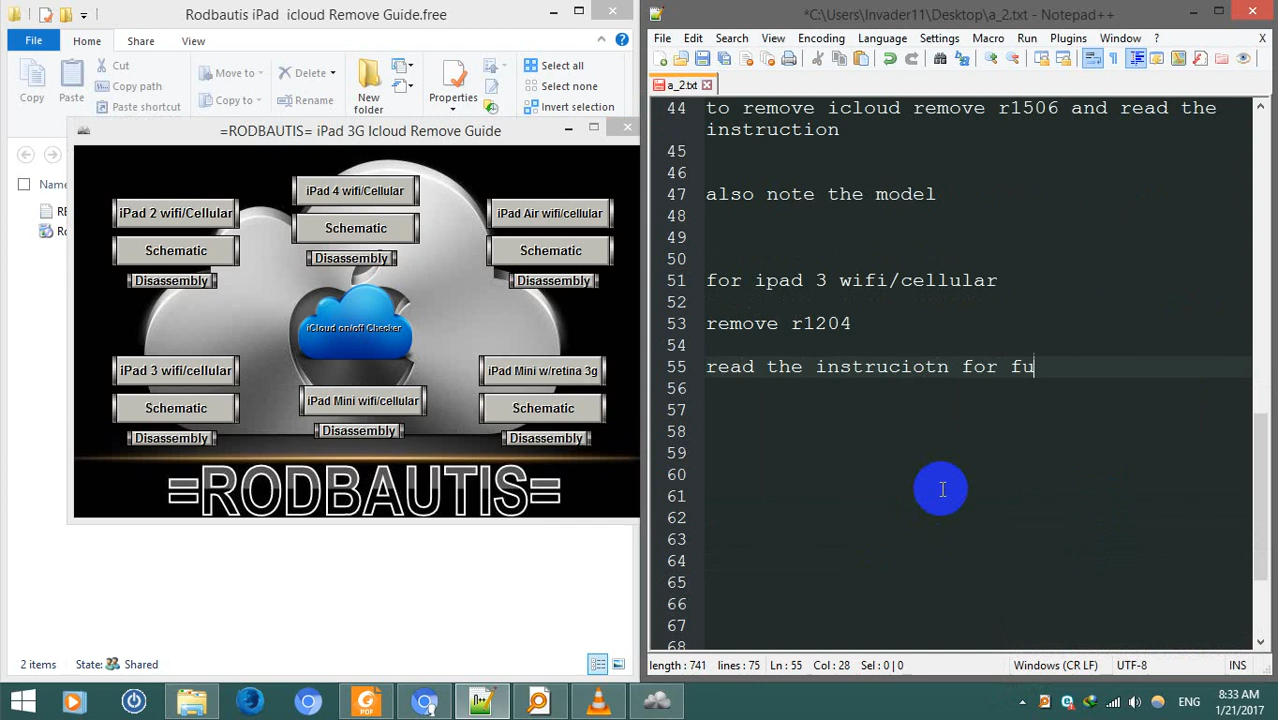 Rodbautis iPad  icloud Remove Guide.free
File
Home
Share
View
Copy
Paste
Cut
Copy path
Paste shortcut
Move to
Copy to
Delete
Rename
New
folder
Properties
Select all
Select none
Insert selection
Name
=RODBAUTIS= iPad 3G Icloud Remove Guide
iPad 4 wifi/Cellular
iPad 2 wifi/Cellular
iPad Air wifi/cellular
Schematic
Schematic
Schematic
Disassembly
Disassembly
Disassembly
iCloud on/off Checker
iPad 3 wifi/cellular
iPad Mini w/retina 3g
iPad Mini wifi/cellular
Schematic
Schematic
Disassembly
Disassembly
Disassembly
=RODBAUTIS=
2 items
State:
Shared
*C:\Users\Invader11\Desktop\a_2.txt - Notepad++
File Edit Search View Encoding Language Settings Macro Run Plugins Window ? X
a_2.txt
44 to remove icloud remove r1506 and read the
instruction
45
46
47 also note the model
48
49
50
51 for ipad 3 wifi/cellular
52
53 remove r1204
54
55 read the instruciotn for fu
56
57
58
59
60
61
62
63
64
65
66
67
68
length : 741 lines : 75 Ln : 55 Col : 28 Sel : 0 | 0 Windows (CR LF) UTF-8 INS
ENG
8:33 AM
1/21/2017